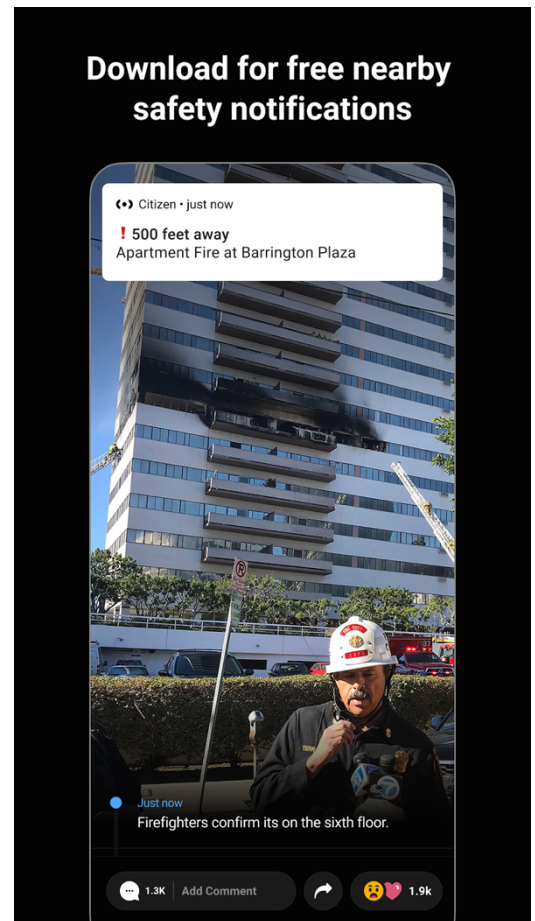 Download for free nearby
safety notifications
Citizen • just now
500 feet away
Apartment Fire at Barrington Plaza
37
Just now
Firefighters confirm its on the sixth floor.
1.3K
Add Comment
1.9k